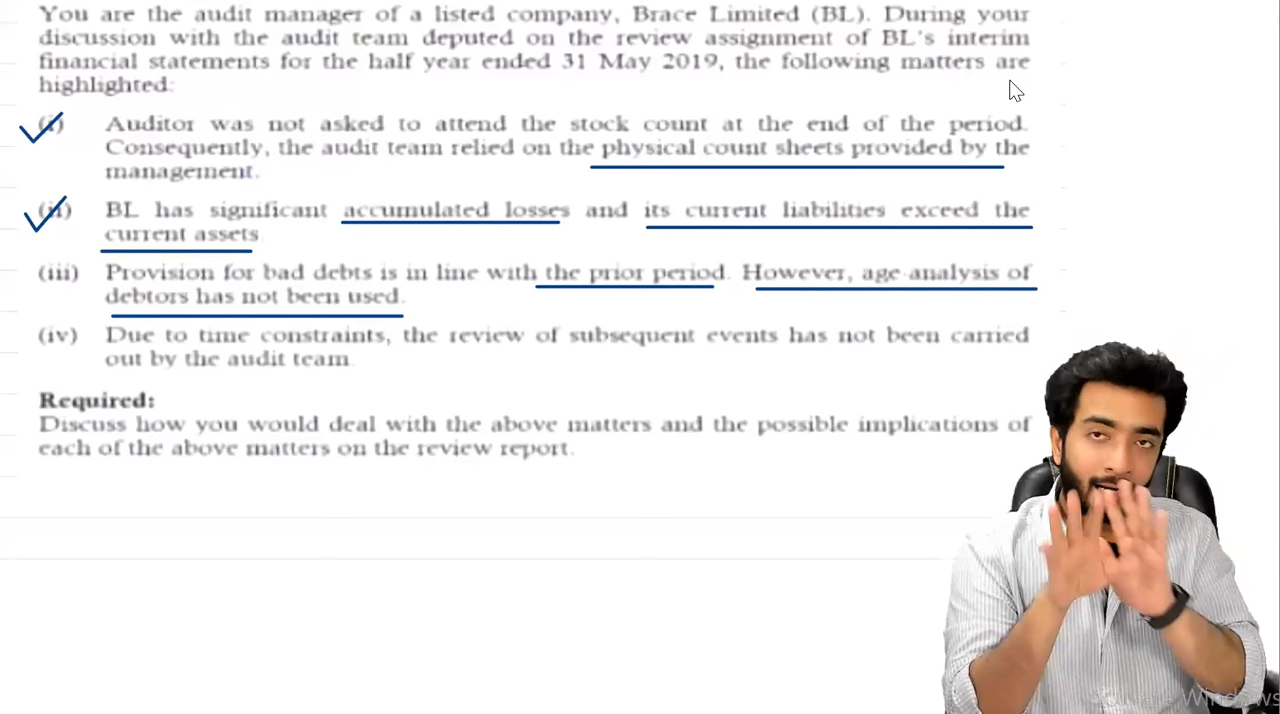 You are the audit manager of a listed company, Brace Limited (BL). During your
discussion with the audit team deputed on the review assignment of BL's interim
financial statements for the half year ended 31 May 2019, the following matters are
highlighted:
(i) Auditor was not asked to attend the stock count at the end of the period.
Consequently, the audit team relied on the physical count sheets provided by the
management.
(ii) BL has significant accumulated losses and its current liabilities exceed the
current assets.
(iii) Provision for bad debts is in line with the prior period. However, age analysis of
debtors has not been used.
(iv) Due to time constraints, the review of subsequent events has not been carried
out by the audit team.
Required:
Discuss how you would deal with the above matters and the possible implications of
each of the above matters on the review report.
Windows